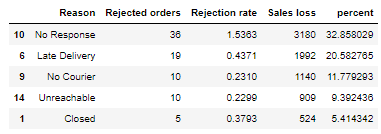 Reason Rejected orders Rejection rate Sales loss percent
10 No Response 36 1.5363 3180 32.858029
6 Late Delivery 19 0.4371 1992 20.582765
9 No Courier 10 0.2310 1140 11.779293
14 Unreachable 10 0.2299 909 9.392436
1 Closed 5 0.3793 524 5.414342